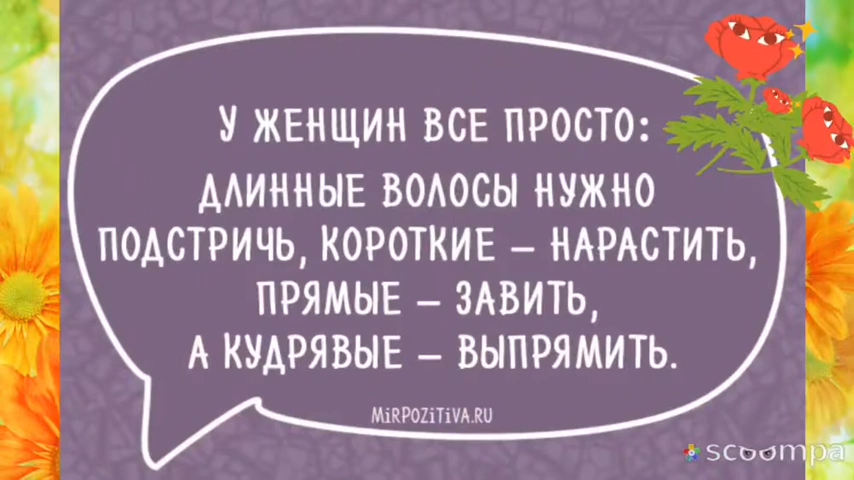 У ЖЕНЩИН ВСЕ ПРОСТО:
ДЛИННЫЕ ВОЛОСЫ НУЖНО
ПОДСТРИЧЬ, КОРОТКИЕ – НАРАСТИТЬ,
ПРЯМЫЕ – ЗАВИТЬ,
А КУДРЯВЫЕ – ВЫПРЯМИТЬ.
MiRPOZiTiVA.RU
scoompa